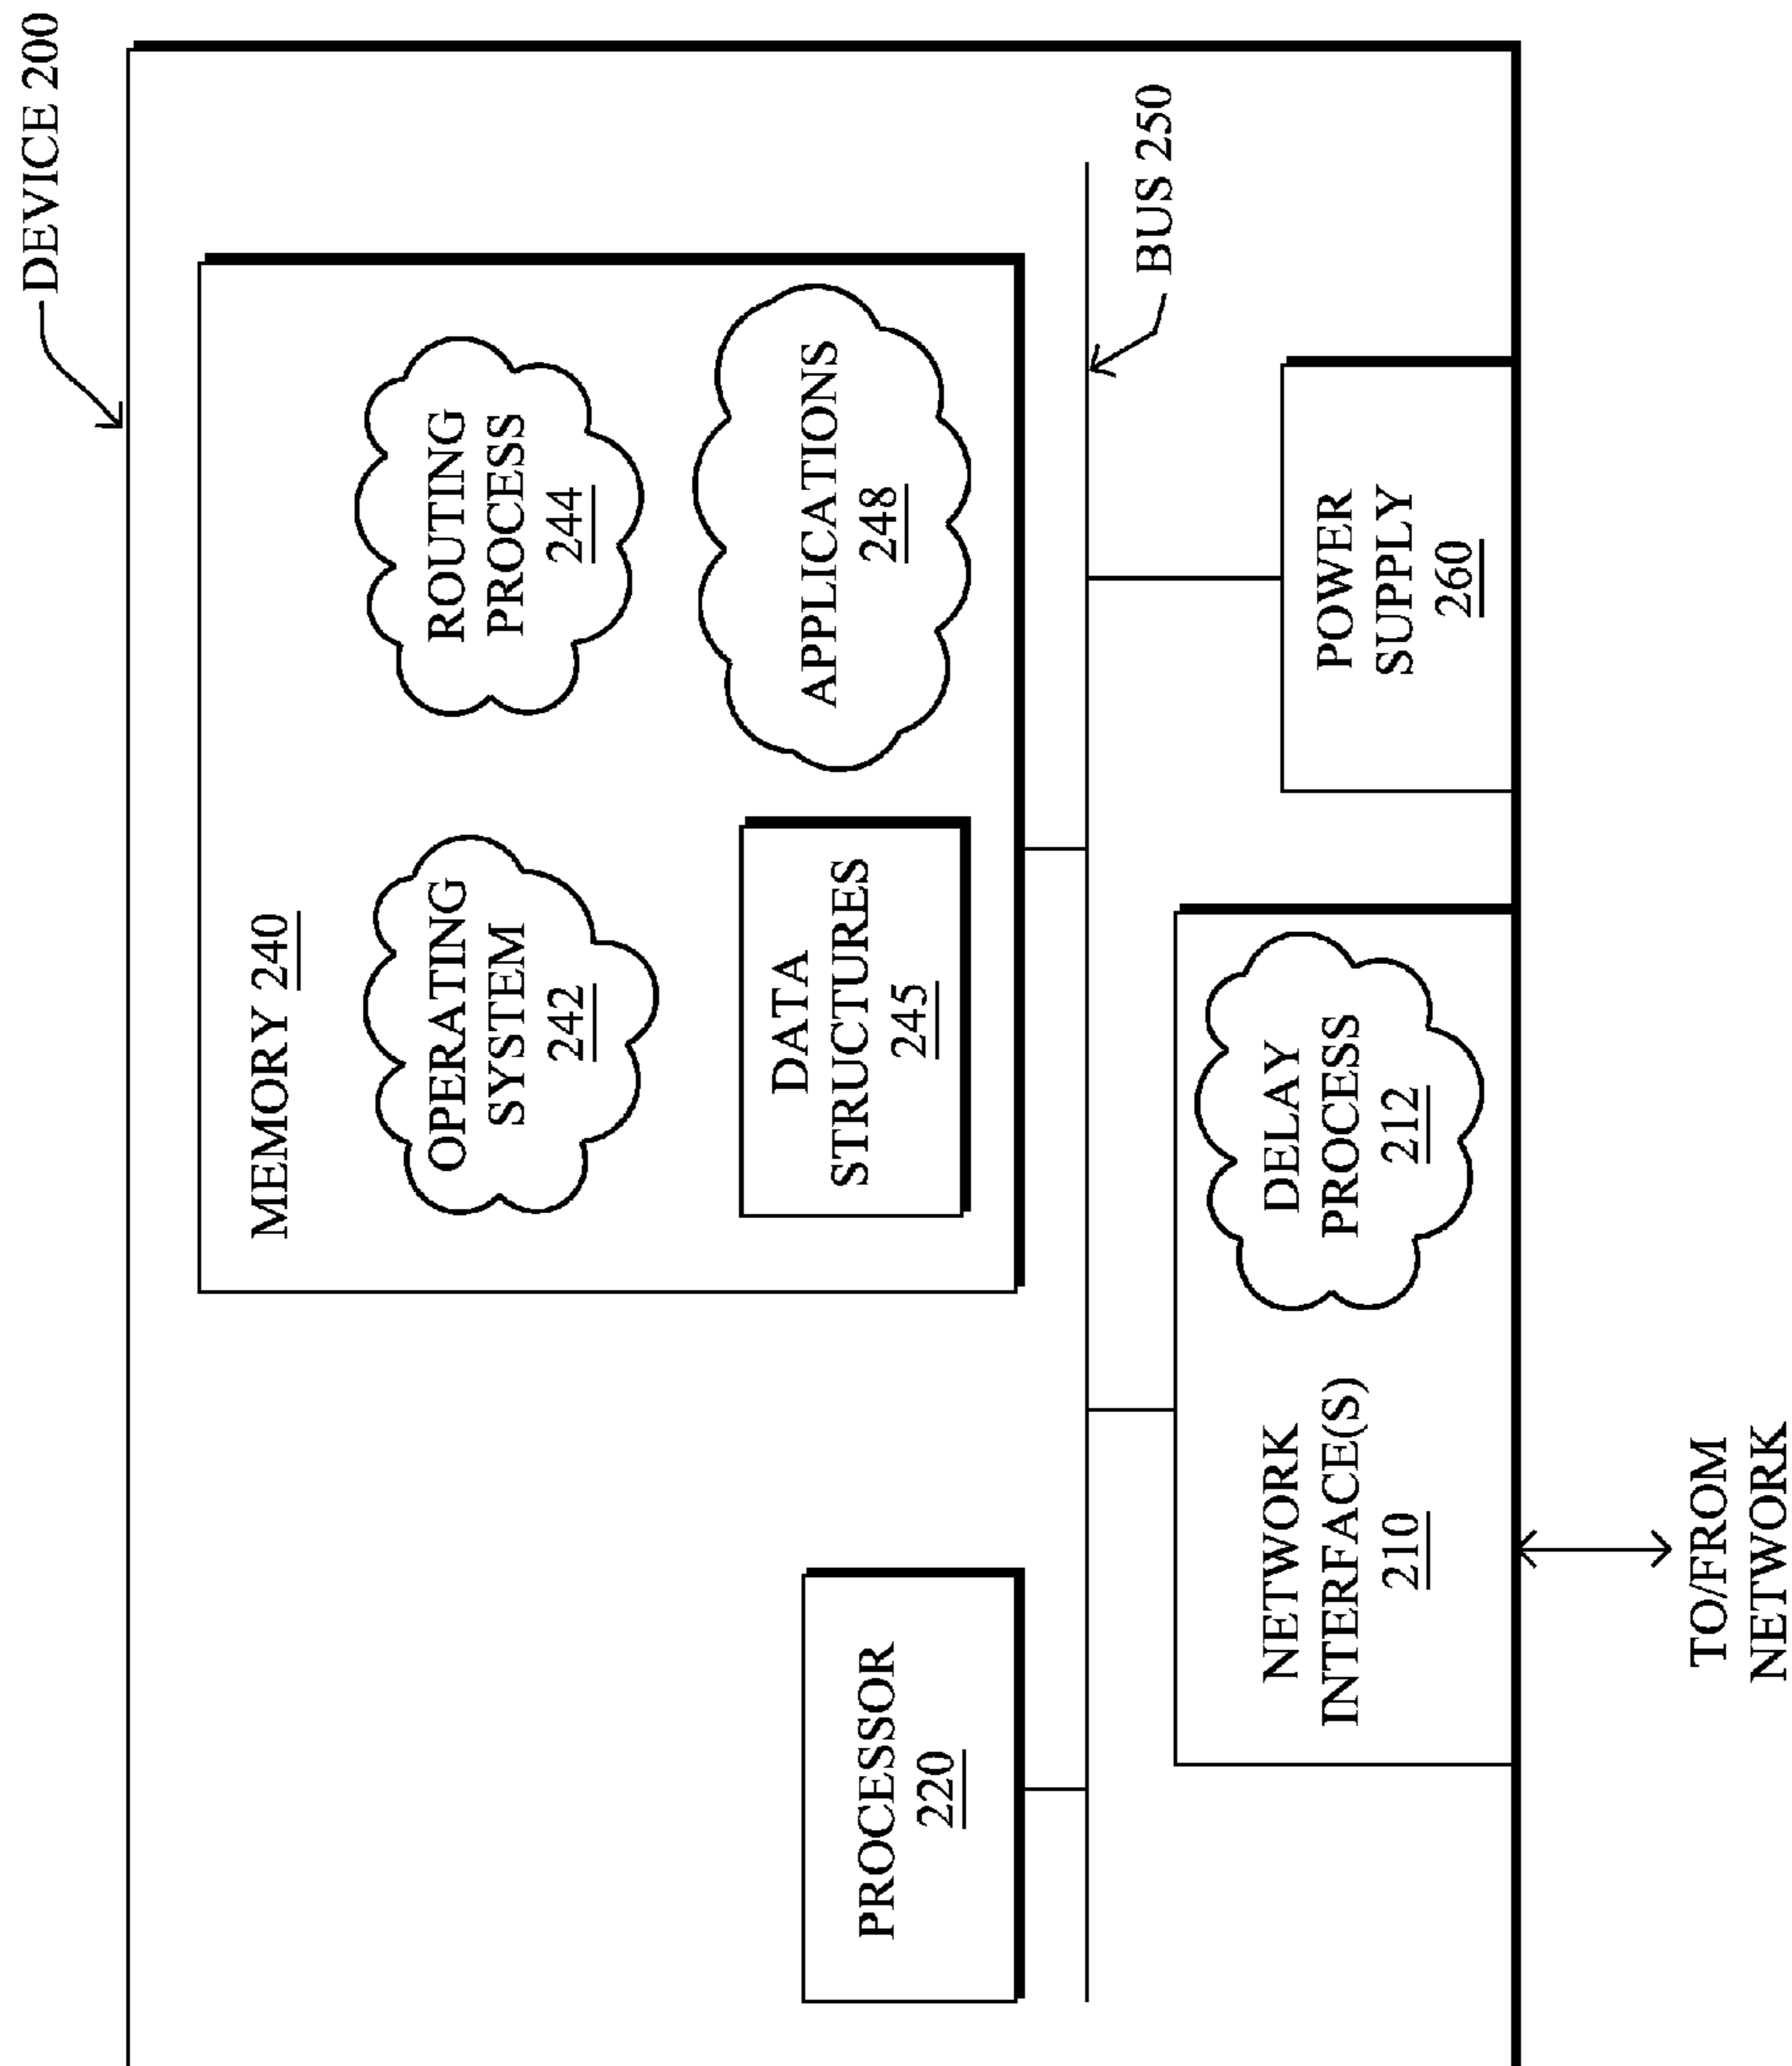 DEVICE 200
MEMORY 240
OPERATING
SYSTEM
242
ROUTING
PROCESS
244
DATA
STRUCTURES
245
APPLICATIONS
248
PROCESSOR
220
BUS 250
NETWORK
INTERFACE(S)
210
DELAY
PROCESS
212
POWER
SUPPLY
260
TO/FROM
NETWORK